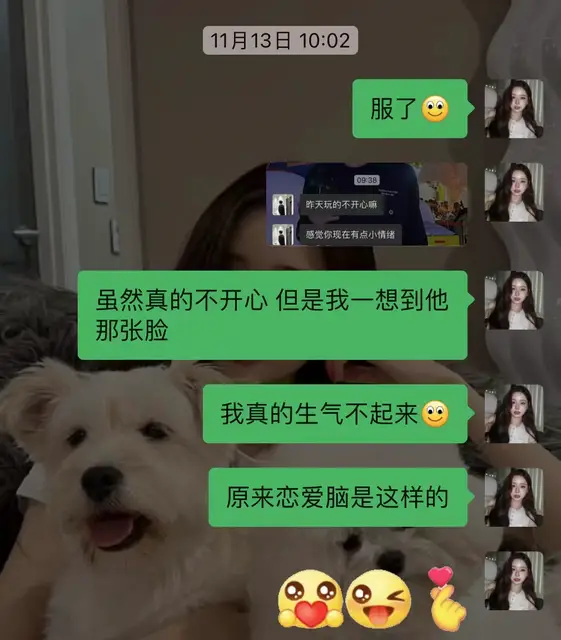 11月13日 10:02
服了
09:38
昨天玩的不开心嘛
感觉你现在有点小情绪
虽然真的不开心 但是我一想到他
那张脸
我真的生气不起来
原来恋爱脑是这样的